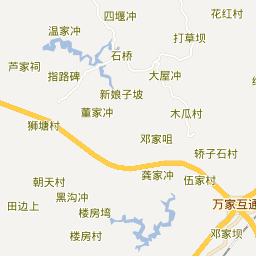 四堰冲
花红村
温家冲
打草坝
石桥
芦家祠
指路碑
大屋冲
新娘子坡
董家冲
木瓜村
狮塘村
邓家咀
轿子石村
龚家冲
伍家村
朝天村
黑沟冲
田边上
万家互通
楼房塆
楼房村
邓家坝